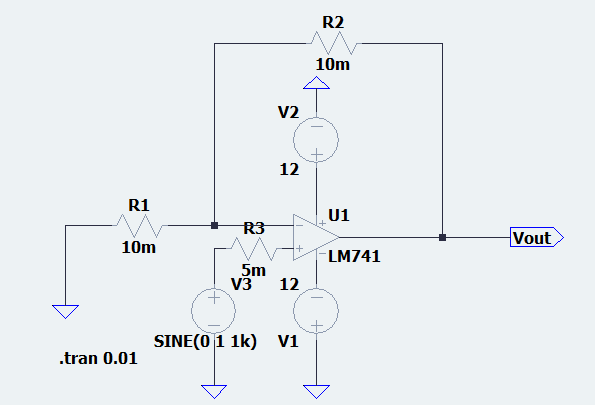 R2
10m
V2
12
R1
10m
U1
R3
LM741
Vout
5m
V3
12
SINE(0 1 1k)
V1
.tran 0.01